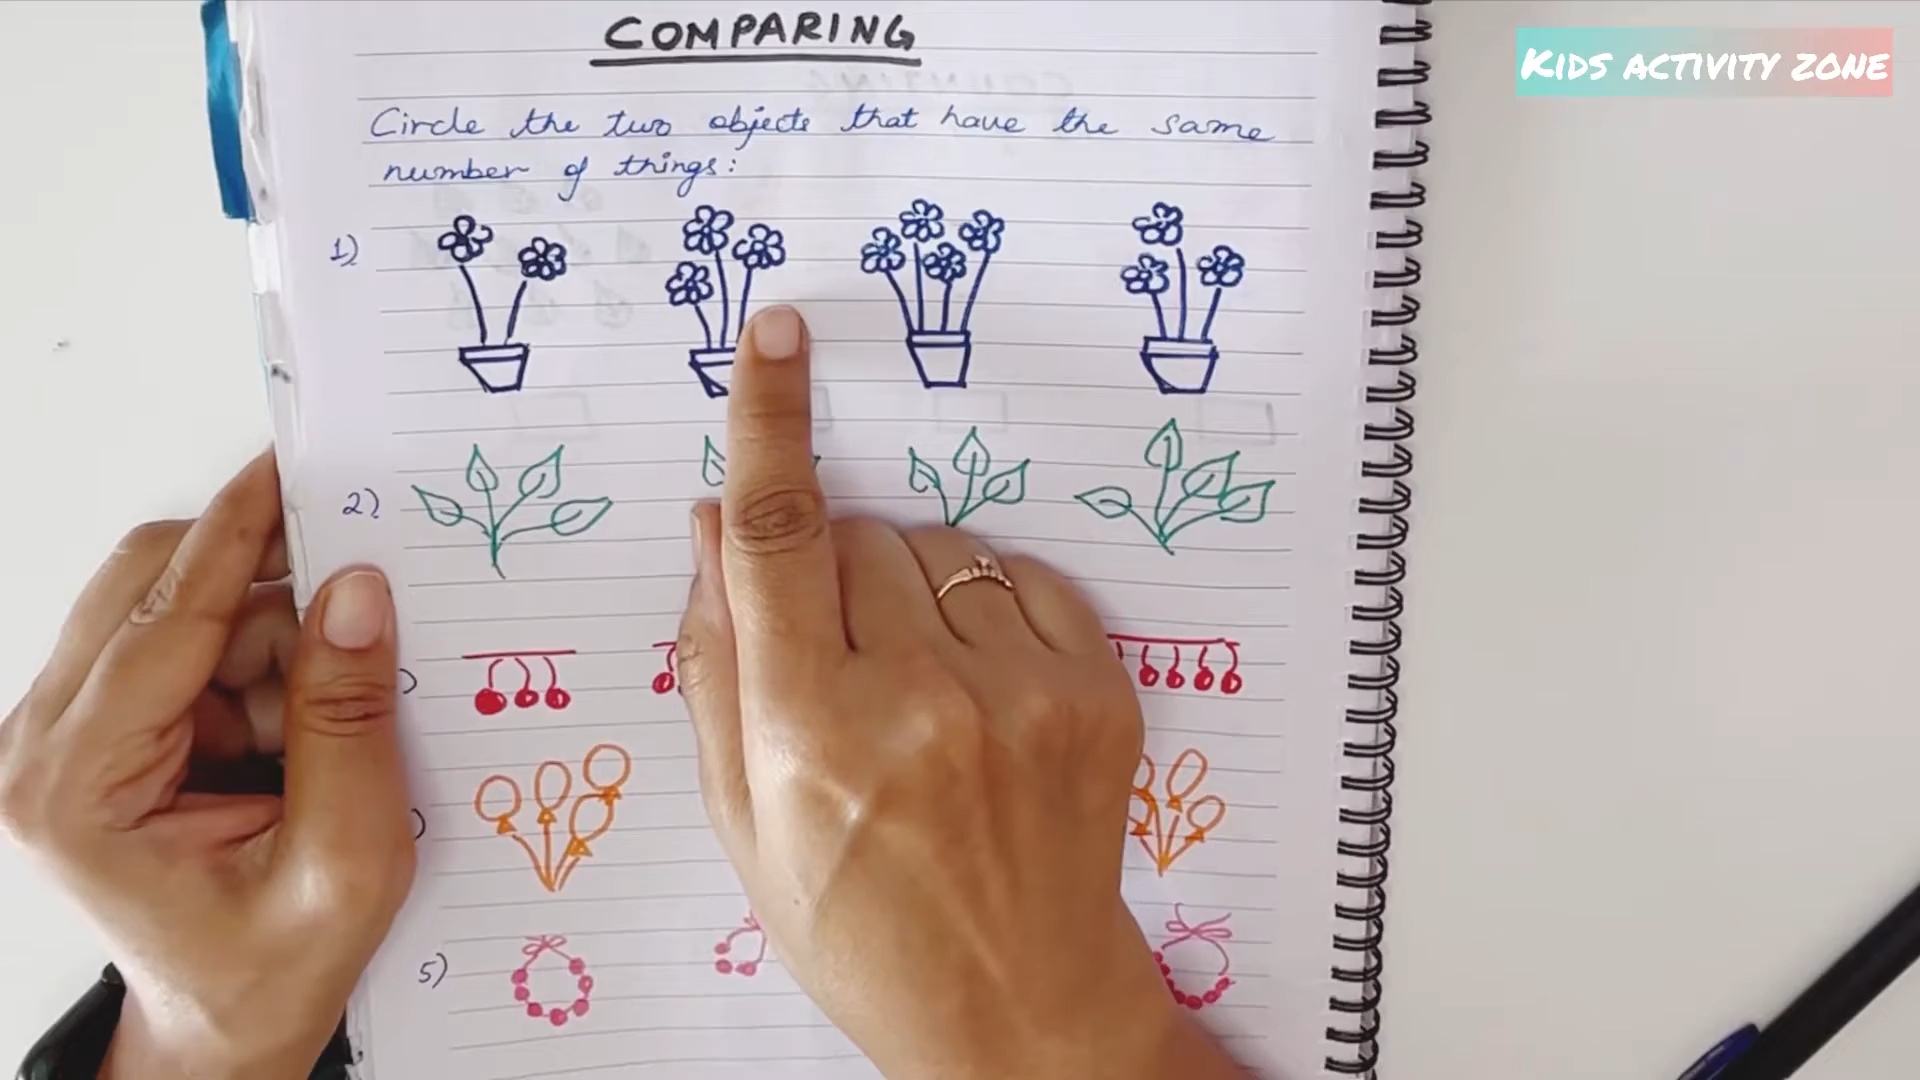 COMPARING
KIDS ACTIVITY ZONE
Circle the two objects that have the same
number of things:
1)
2)
)
)
5)